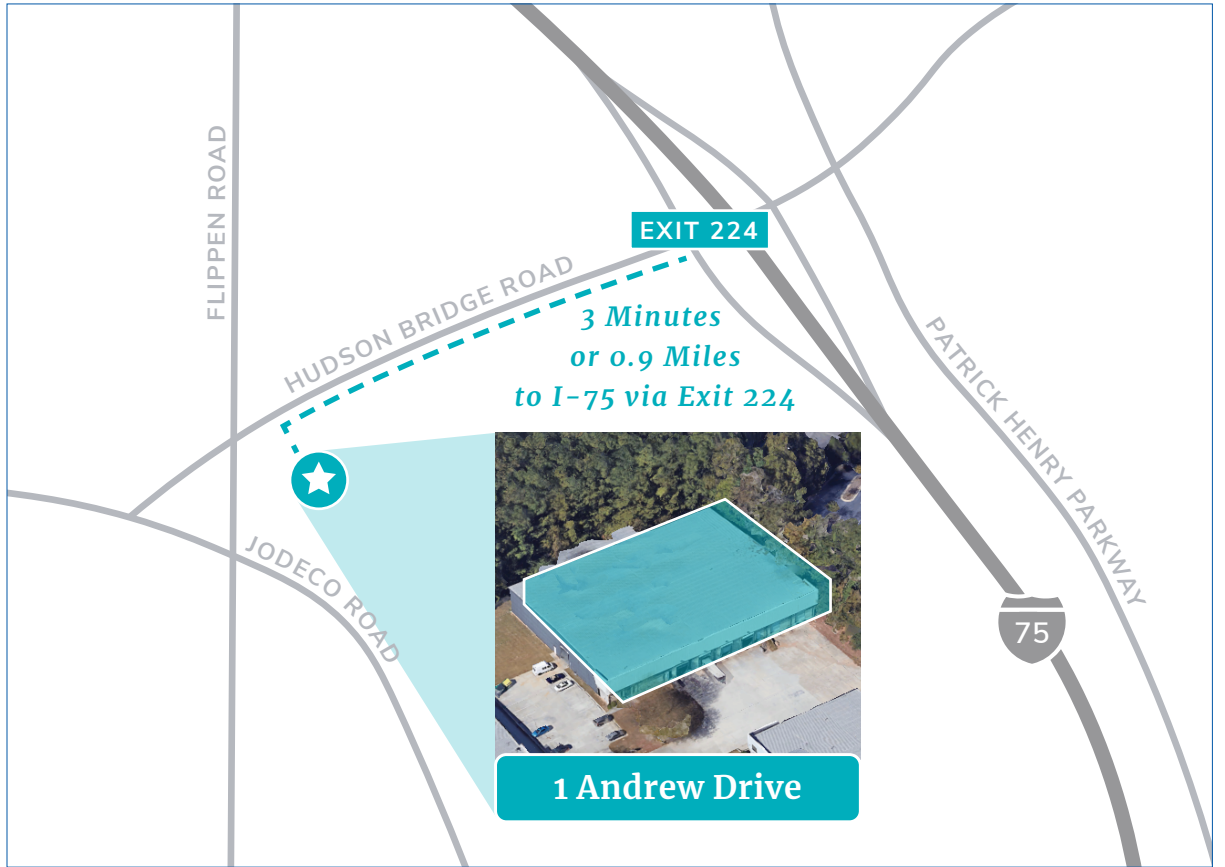 FLIPPEN ROAD
EXIT 224
HUDSON BRIDGE ROAD
3 Minutes
or 0.9 Miles
to I-75 via Exit 224
PATRICK HENRY PARKWAY
JODECO ROAD
75
1 Andrew Drive